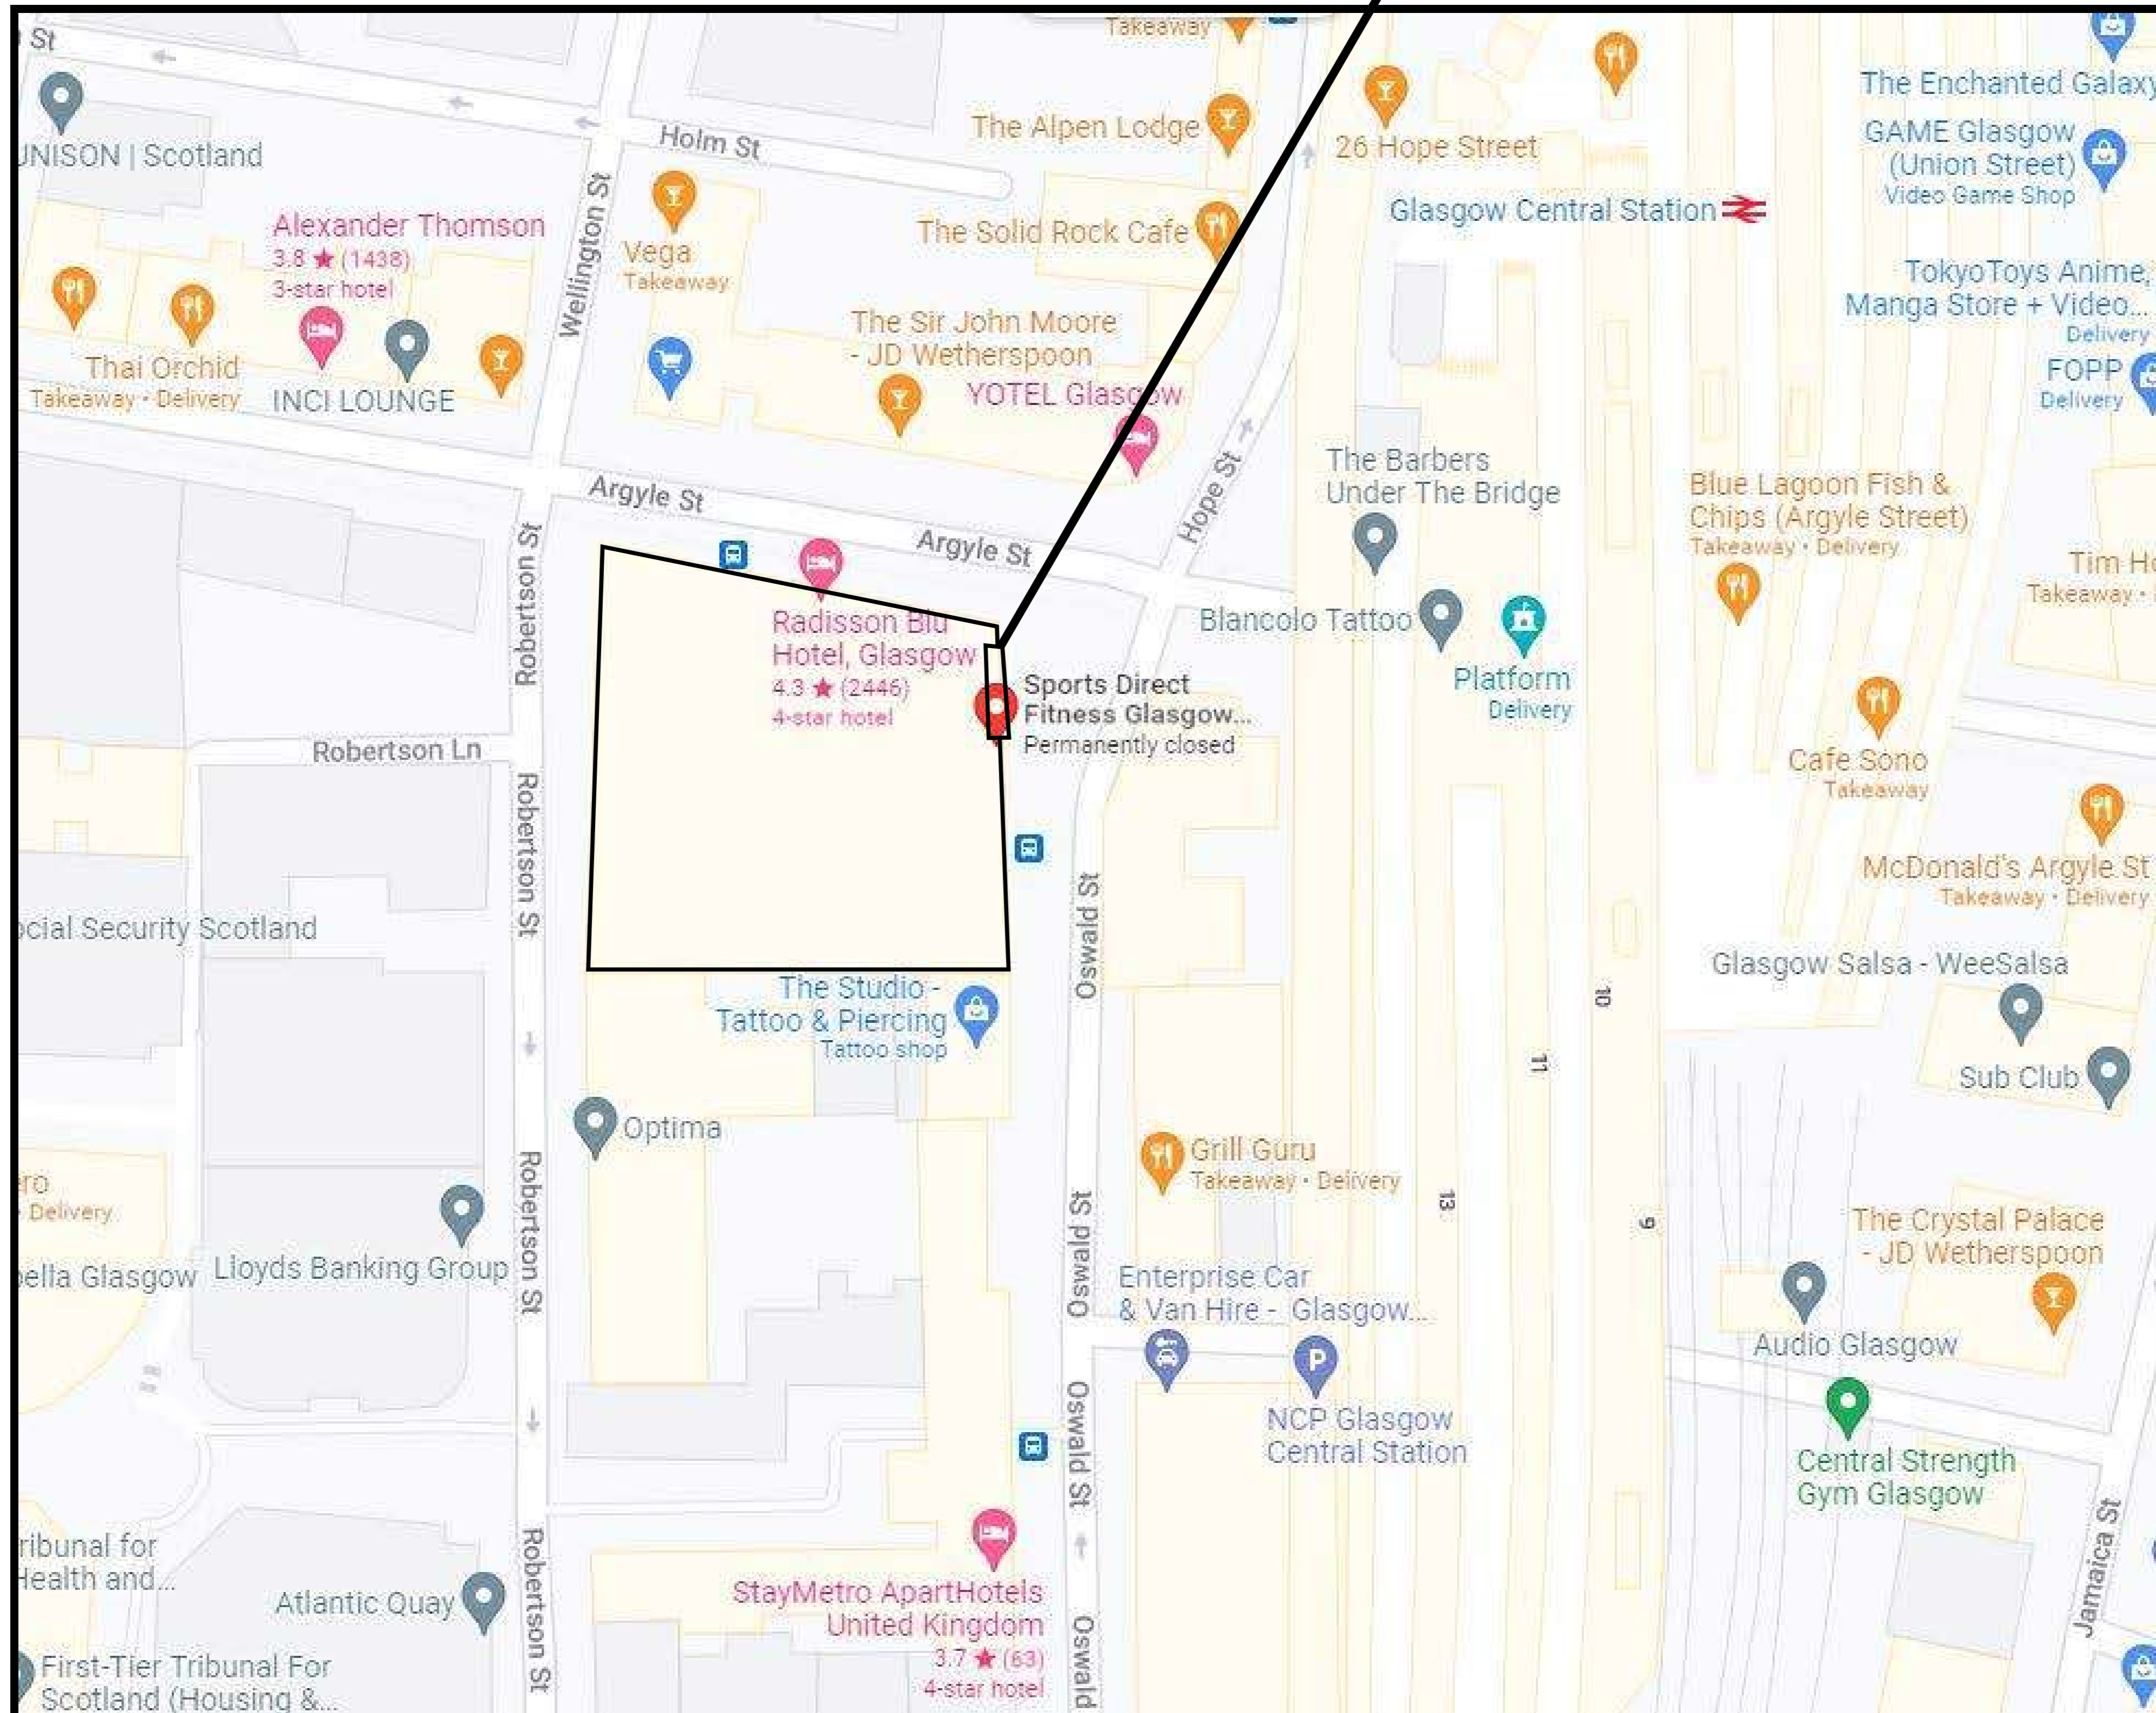 St
Takeaway
The Enchanted Galaxy
UNISON | Scotland
Holm St
The Alpen Lodge
26 Hope Street
GAME Glasgow
(Union Street)
Video Game Shop
Glasgow Central Station
Alexander Thomson
3.8 ★ (1438)
3-star hotel
Wellington St
Vega
Takeaway
The Solid Rock Cafe
TokyoToys Anime,
Manga Store + Video...
Delivery
The Sir John Moore
- JD Wetherspoon
YOTEL Glasgow
Thai Orchid
Takeaway • Delivery
INCI LOUNGE
FOPP
Delivery
Argyle St
Argyle St
Hope St
The Barbers
Under The Bridge
Blue Lagoon Fish &
Chips (Argyle Street)
Takeaway • Delivery
Robertson St
Radisson Blu
Hotel, Glasgow
4.3 ★ (2446)
4-star hotel
Blancolo Tattoo
Platform
Delivery
Tim
Takeaway •
Sports Direct
Fitness Glasgow...
Permanently closed
Robertson Ln
Cafe Sono
Takeaway
Robertson St
McDonald's Argyle St
Takeaway • Delivery
Social Security Scotland
Oswald St
The Studio -
Tattoo & Piercing
Tattoo shop
Glasgow Salsa - WeeSalsa
10
11
Sub Club
Optima
Grill Guru
Takeaway • Delivery
13
9
ro
• Delivery
Robertson St
Oswald St
The Crystal Palace
- JD Wetherspoon
ella Glasgow
Lloyds Banking Group
Enterprise Car
& Van Hire - Glasgow...
P
Audio Glasgow
NCP Glasgow
Central Station
Oswald St
Central Strength
Gym Glasgow
Jamaica St
Tribunal for
Health and...
Atlantic Quay
Robertson St
StayMetro ApartHotels
United Kingdom
3.7 ★ (63)
4-star hotel
Oswald
First-Tier Tribunal For
Scotland (Housing &...